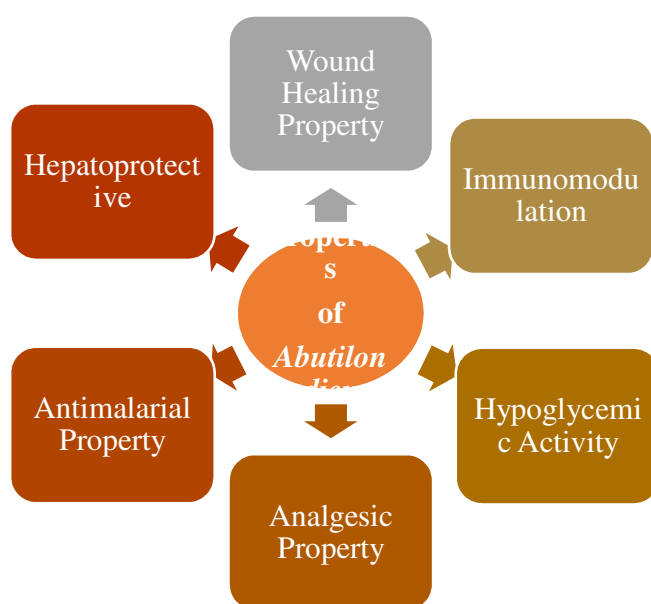 Wound
Healing
Property
Hepatoprotect
ive
Immunomodu
lation
s
of
Abutilon
Antimalarial
Property
Hypoglycemi
c Activity
Analgesic
Property